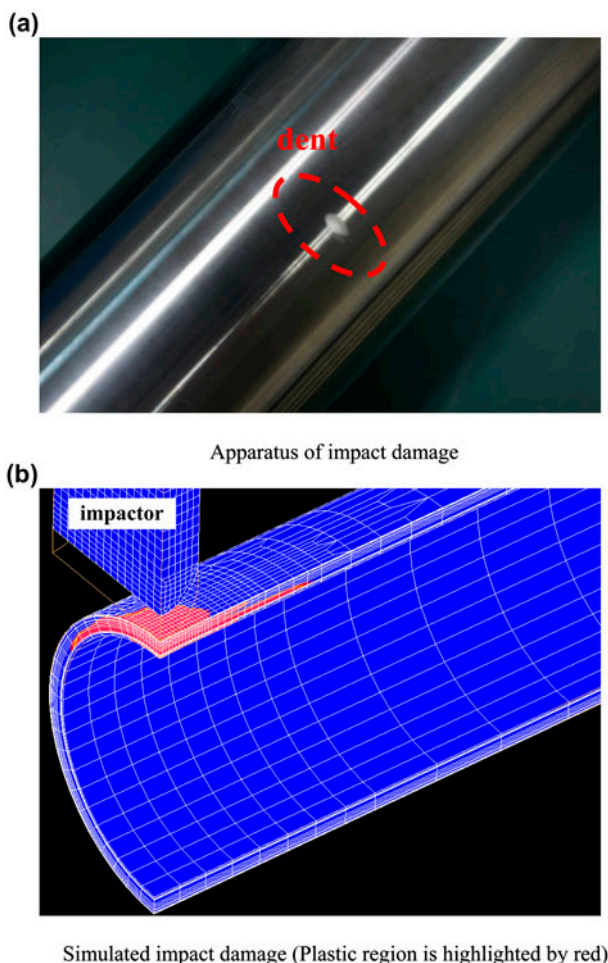 (a)
dent
Apparatus of impact damage
(b)
impactor
Simulated impact damage (Plastic region is highlighted by red)